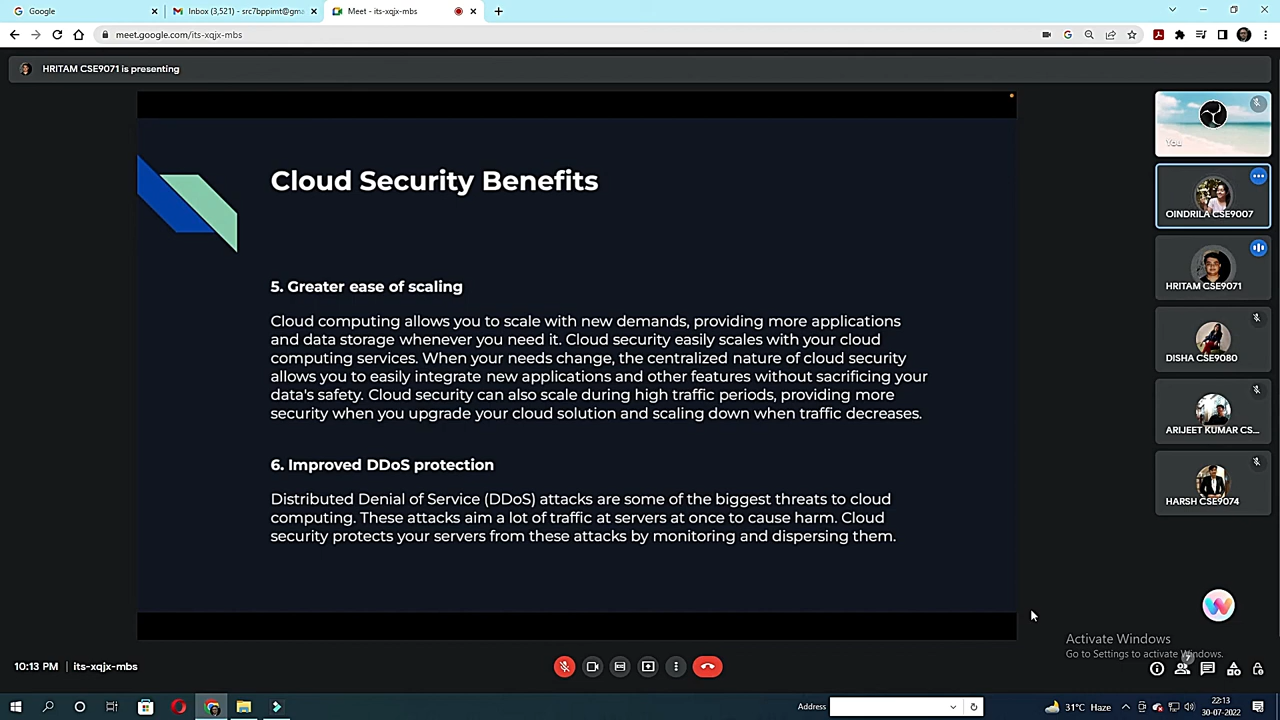 Google
Inbox (3,521) - src7bppimt@gma
Meet - its-xqjx-mbs
meet.google.com/its-xqjx-mbs
HRITAM CSE9071 is presenting
Cloud Security Benefits
5. Greater ease of scaling
Cloud computing allows you to scale with new demands, providing more applications
and data storage whenever you need it. Cloud security easily scales with your cloud
computing services. When your needs change, the centralized nature of cloud security
allows you to easily integrate new applications and other features without sacrificing your
data's safety. Cloud security can also scale during high traffic periods, providing more
security when you upgrade your cloud solution and scaling down when traffic decreases.
6. Improved DDoS protection
Distributed Denial of Service (DDoS) attacks are some of the biggest threats to cloud
computing. These attacks aim a lot of traffic at servers at once to cause harm. Cloud
security protects your servers from these attacks by monitoring and dispersing them.
You
OINDRILA CSE9007
HRITAM CSE9071
DISHA CSE9080
ARIJEET KUMAR CS...
HARSH CSE9074
Activate Windows
Go to Settings to activate Windows.
10:13 PM | its-xqjx-mbs
7
Address
31°C Haze
22:13
30-07-2022